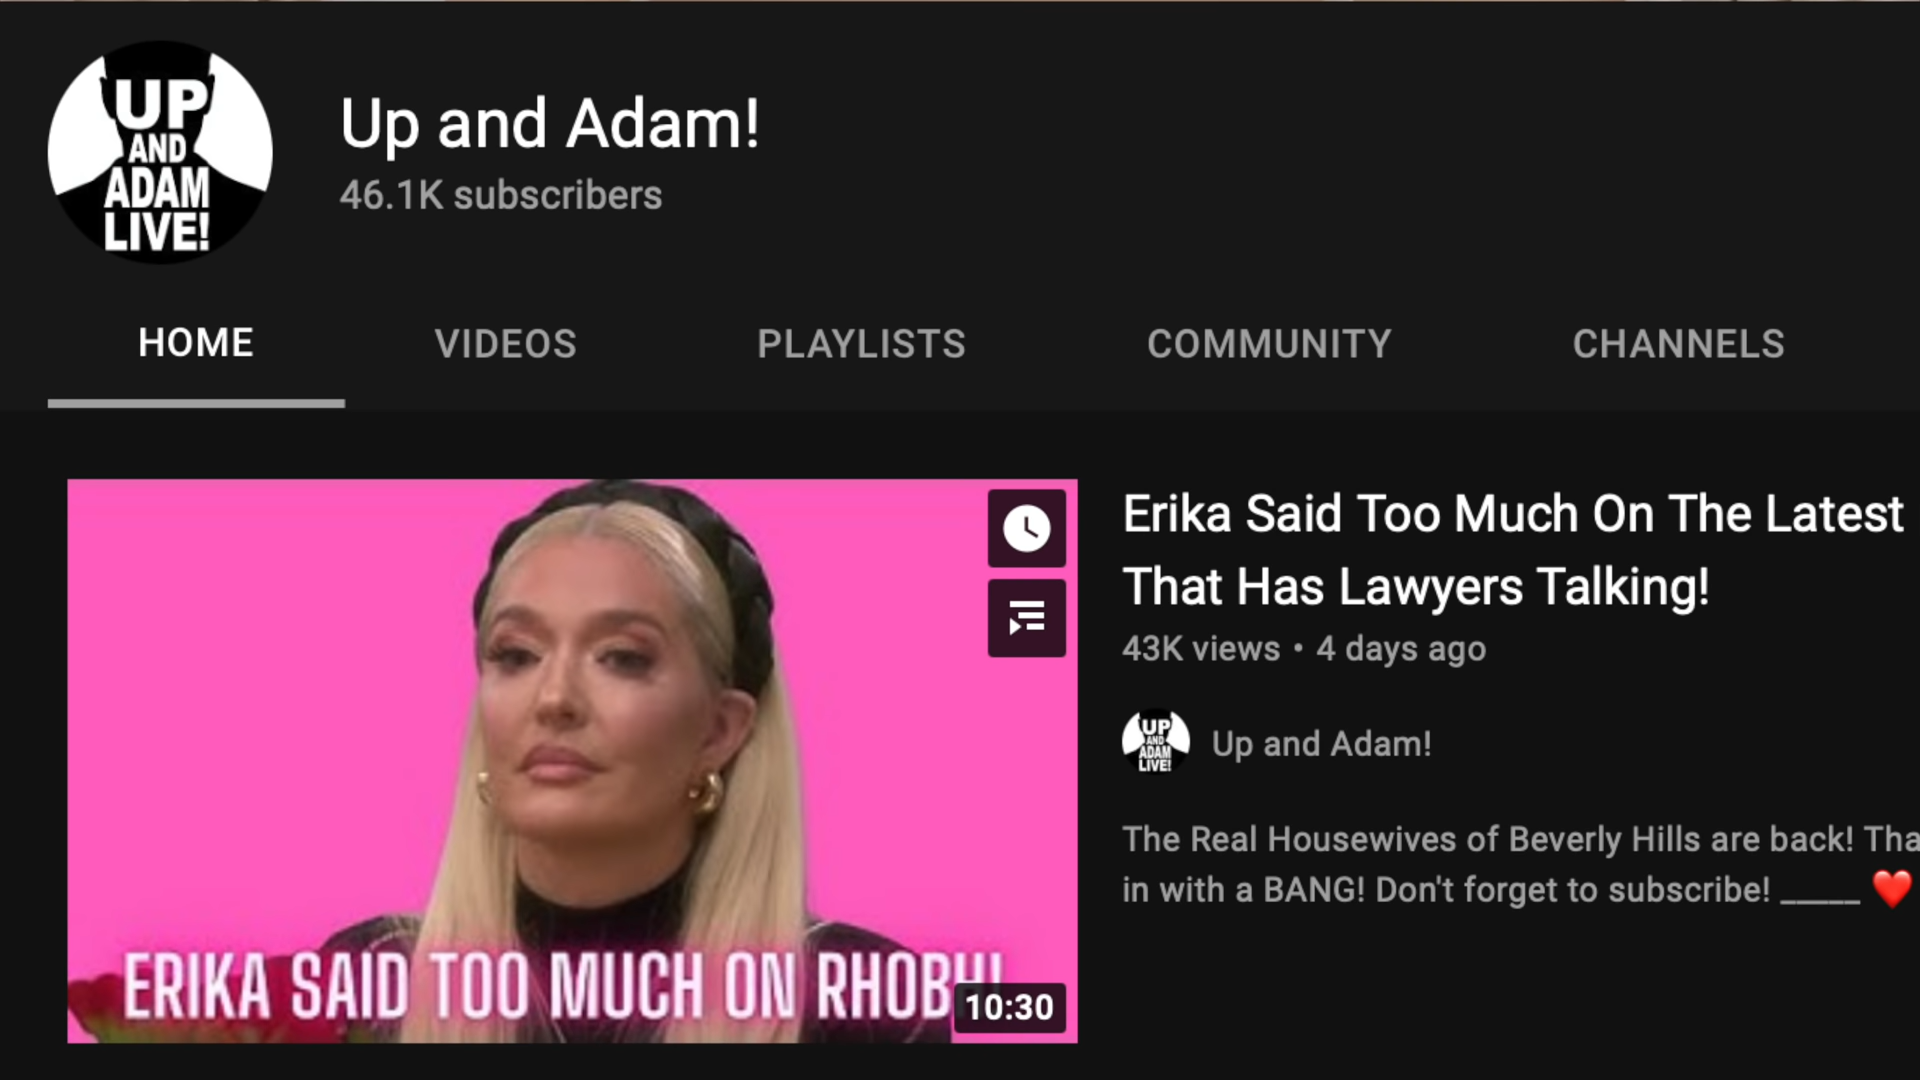 UP
AND
ADAM
LIVE!
Up and Adam!
46.1K subscribers
HOME VIDEOS PLAYLISTS COMMUNITY CHANNELS
ERIKA SAID TOO MUCH ON RHOBH!
10:30
Erika Said Too Much On The Latest
That Has Lawyers Talking!
43K views • 4 days ago
UP
AND
ADAM
LIVE!
Up and Adam!
The Real Housewives of Beverly Hills are back! Tha
in with a BANG! Don't forget to subscribe! _____ ❤️